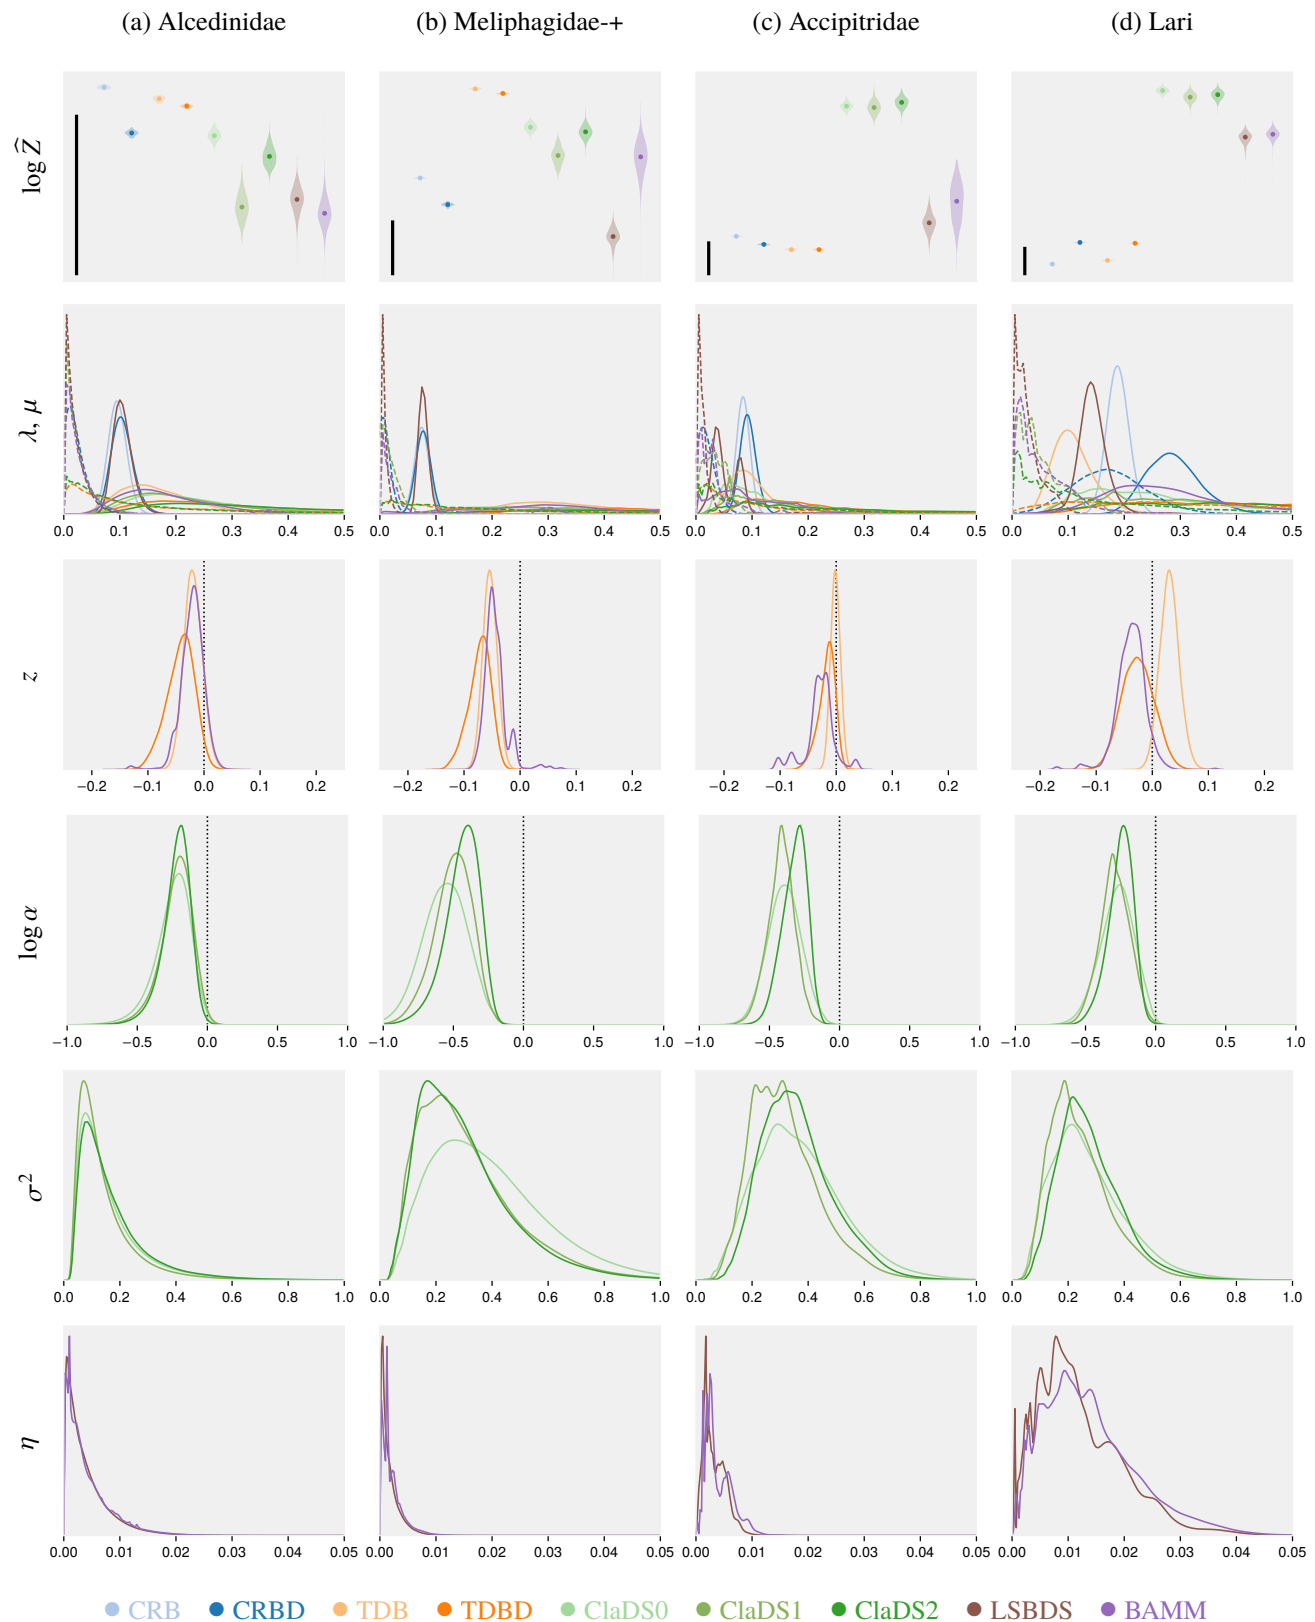 (a) Alcedinidae (b) Meliphagidae-+ (c) Accipitridae (d) Lari
log Ẑ
λ, μ
0.0 0.1 0.2 0.3 0.4 0.5 0.0 0.1 0.2 0.3 0.4 0.5 0.0 0.1 0.2 0.3 0.4 0.5 0.0 0.1 0.2 0.3 0.4 0.5
z
−0.2 −0.1 0.0 0.1 0.2 −0.2 −0.1 0.0 0.1 0.2 −0.2 −0.1 0.0 0.1 0.2 −0.2 −0.1 0.0 0.1 0.2
log α
−1.0 −0.5 0.0 0.5 1.0 −1.0 −0.5 0.0 0.5 1.0 −1.0 −0.5 0.0 0.5 1.0 −1.0 −0.5 0.0 0.5 1.0
σ²
0.0 0.2 0.4 0.6 0.8 1.0 0.0 0.2 0.4 0.6 0.8 1.0 0.0 0.2 0.4 0.6 0.8 1.0 0.0 0.2 0.4 0.6 0.8 1.0
η
0.00 0.01 0.02 0.03 0.04 0.05 0.00 0.01 0.02 0.03 0.04 0.05 0.00 0.01 0.02 0.03 0.04 0.05 0.00 0.01 0.02 0.03 0.04 0.05
CRB CRBD TDB TDBD ClaDS0 ClaDS1 ClaDS2 LSBDS BAMM